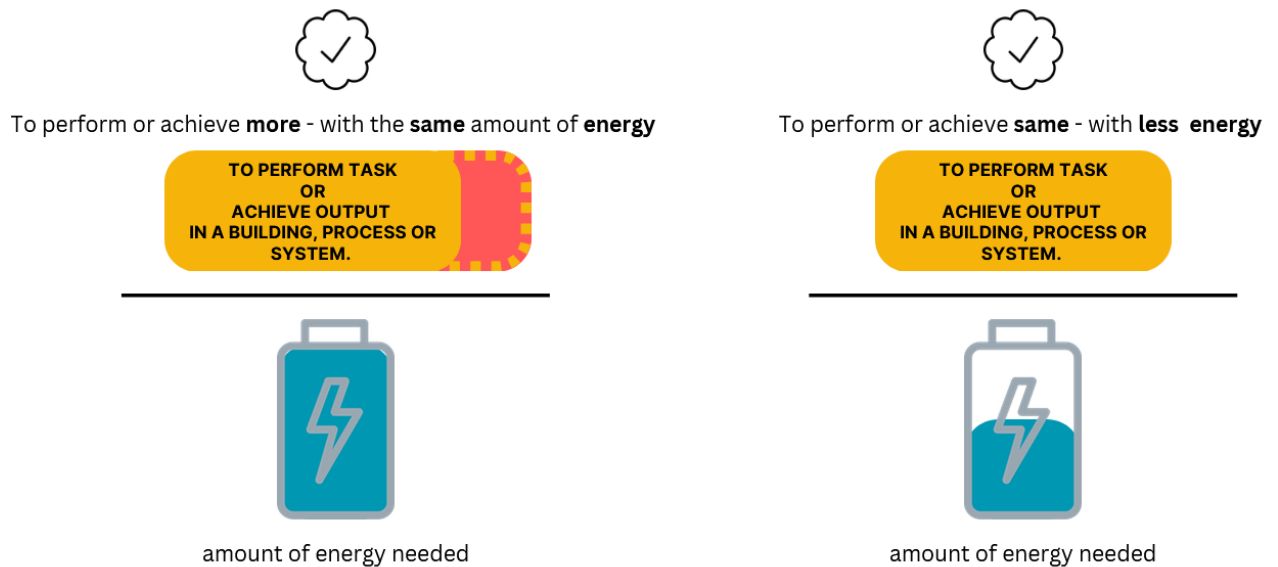 To perform or achieve more - with the same amount of energy
TO PERFORM TASK
OR
ACHIEVE OUTPUT
IN A BUILDING, PROCESS OR
SYSTEM.
amount of energy needed
To perform or achieve same - with less energy
TO PERFORM TASK
OR
ACHIEVE OUTPUT
IN A BUILDING, PROCESS OR
SYSTEM.
amount of energy needed